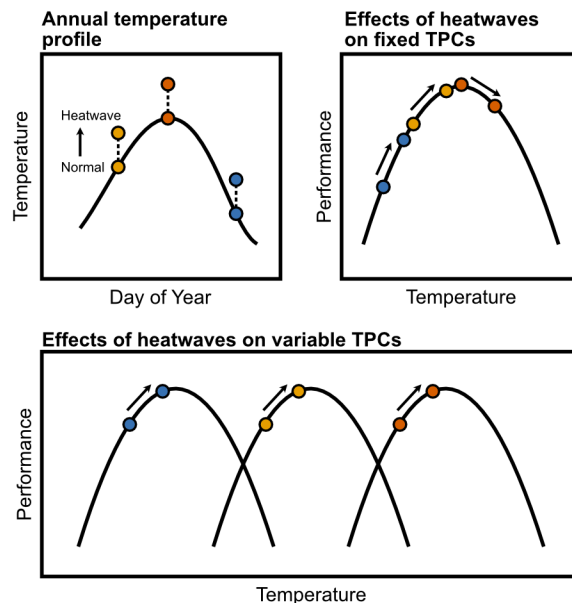 Annual temperature
profile
Heatwave
Normal
Temperature
Day of Year
Effects of heatwaves
on fixed TPCs
Performance
Temperature
Effects of heatwaves on variable TPCs
Performance
Temperature